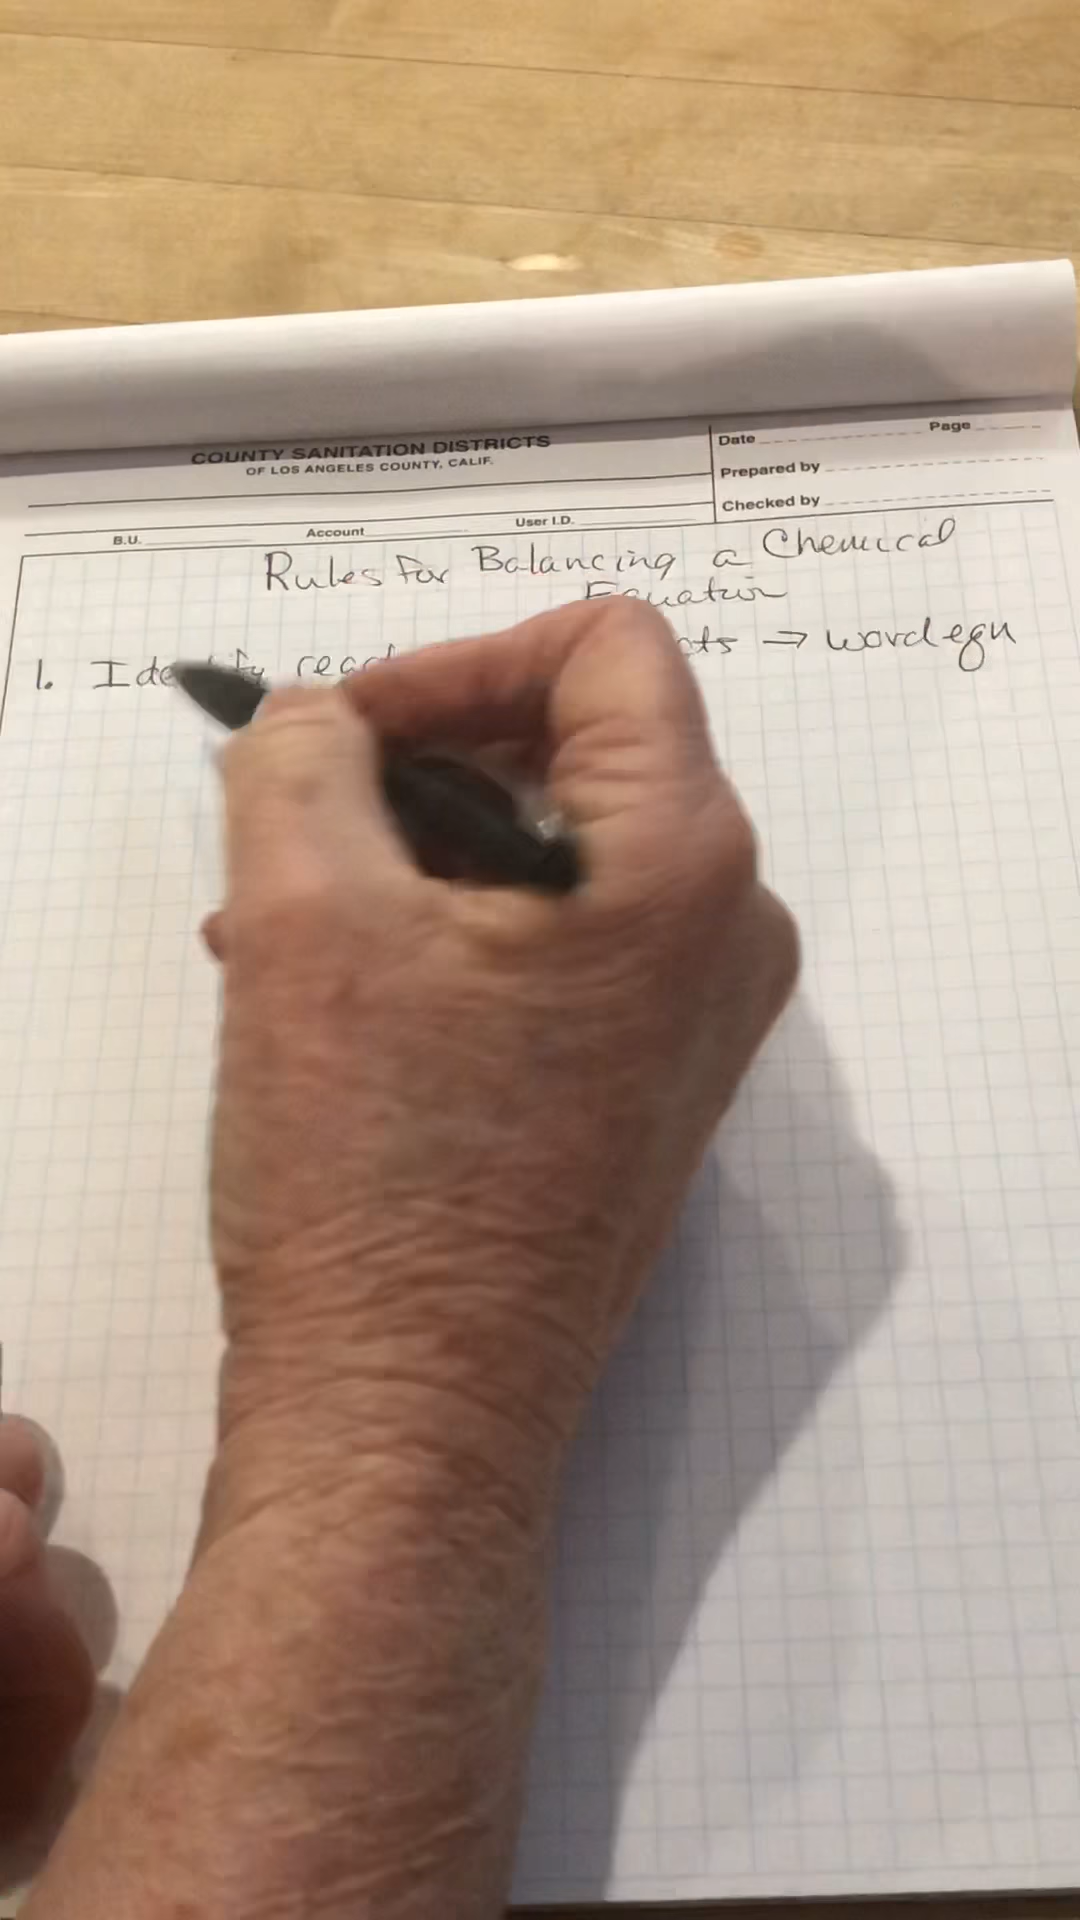 COUNTY SANITATION DISTRICTS
OF LOS ANGELES COUNTY, CALIF.
Date
Page
Prepared by
Checked by
B.U.
Account
User I.D.
Rules for Balancing a Chemical
Equation
1. Identify → word eqn